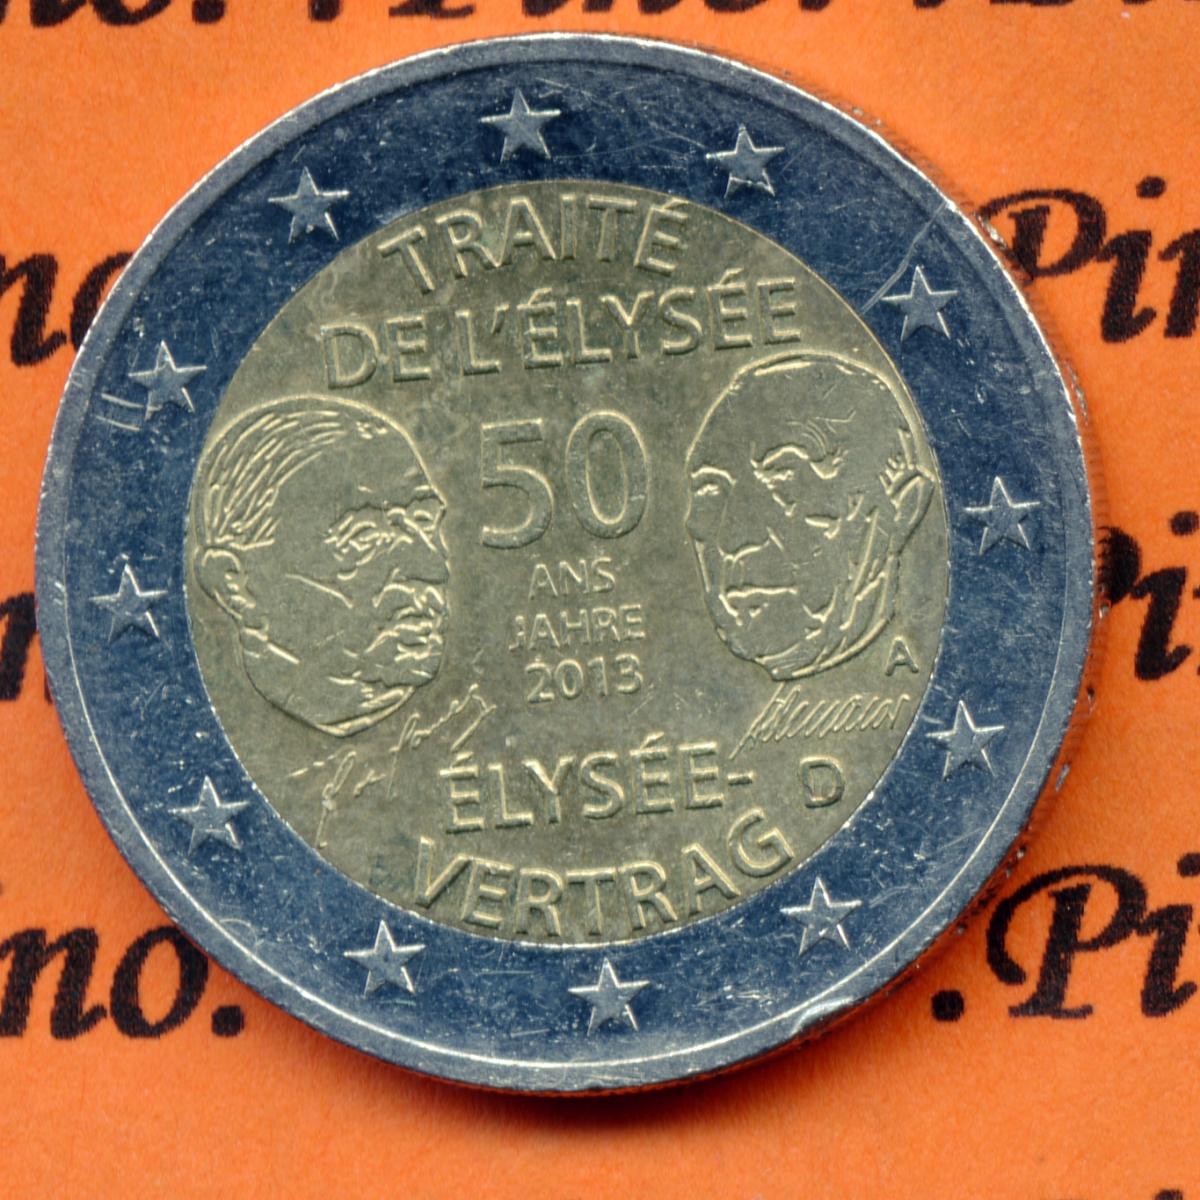 TRAITÉ
DE L'ÉLYSÉE
50
ANS
JAHRE
2013
A
ÉLYSÉE-
D
VERTRAG